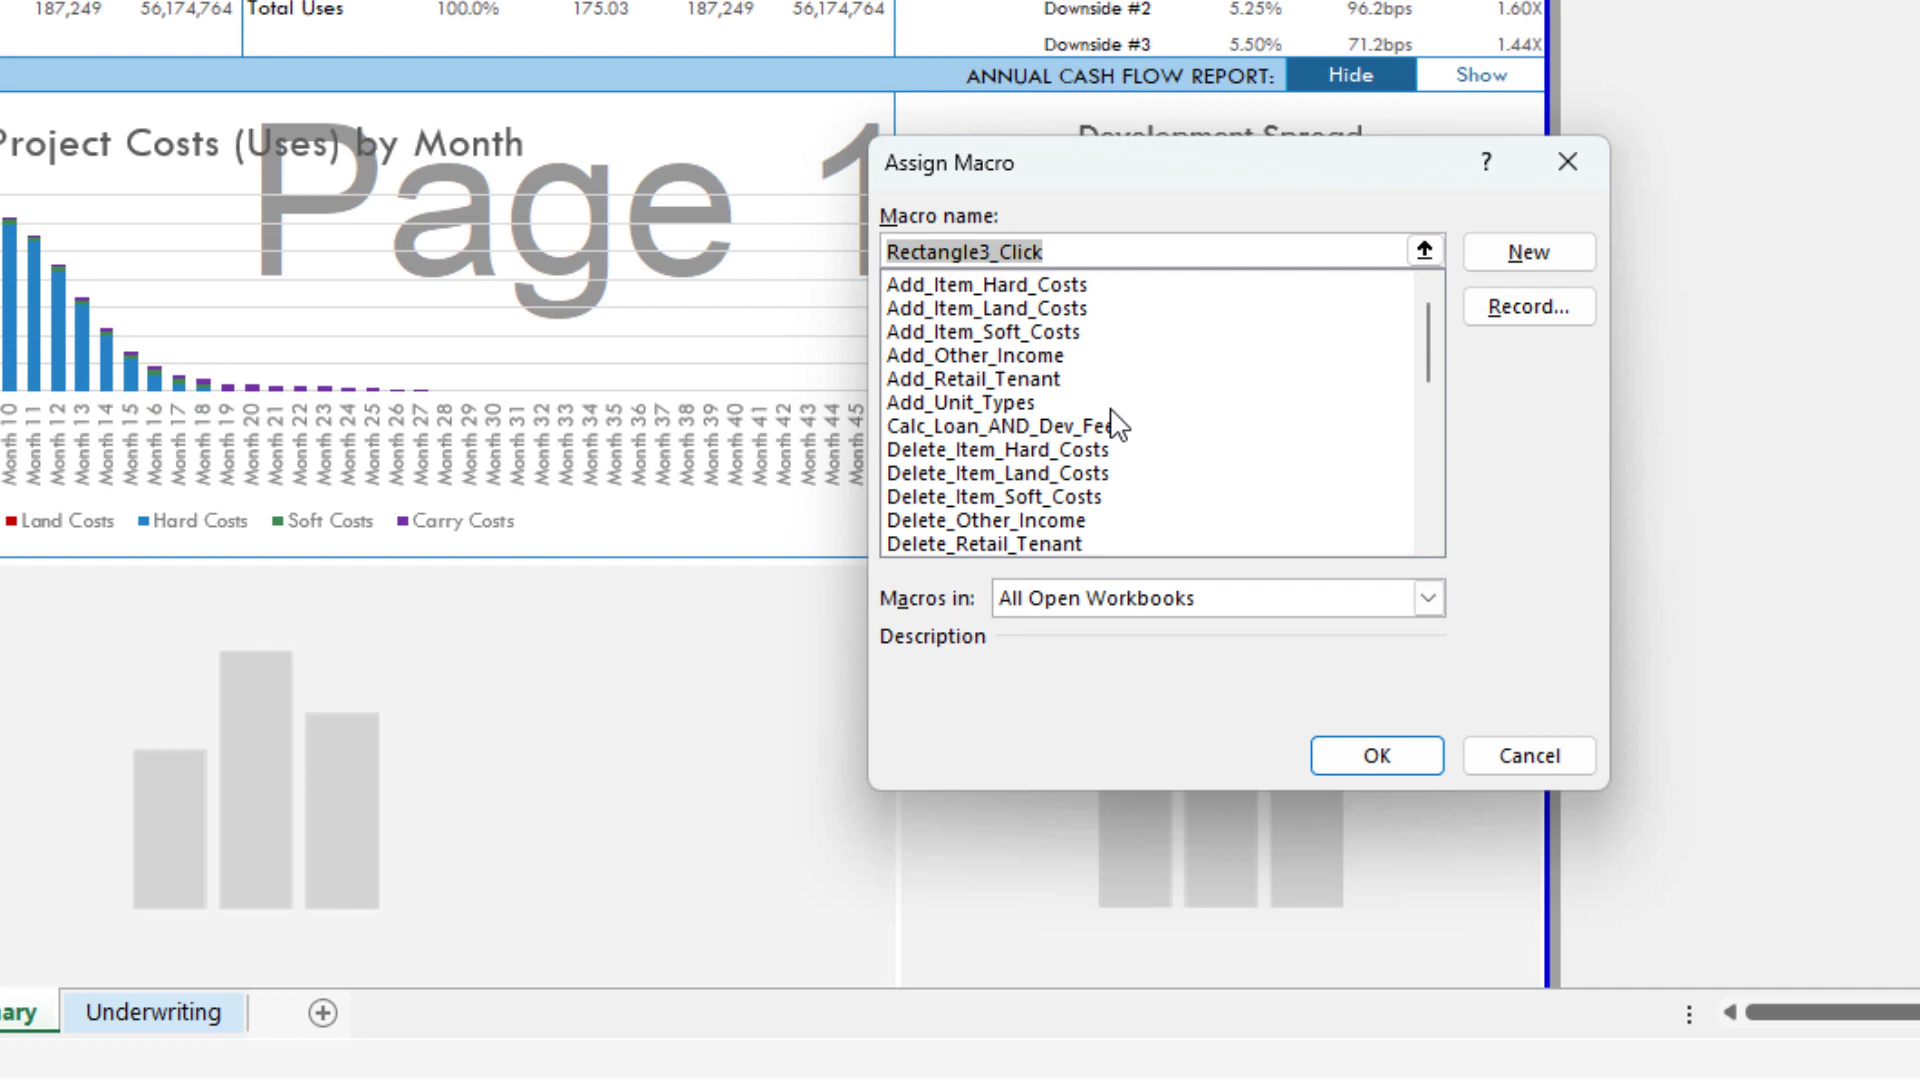 187,249 56,174,764 Total Uses 100.0% 175.03 187,249 56,174,764 Downside #2 5.25% 96.2bps 1.60X
Downside #3 5.50% 71.2bps 1.44X
ANNUAL CASH FLOW REPORT: Hide Show
Project Costs (Uses) by Month
Page 1
Development Spread
Month 10 Month 11 Month 12 Month 13 Month 14 Month 15 Month 16 Month 17 Month 18 Month 19 Month 20 Month 21 Month 22 Month 23 Month 24 Month 25 Month 26 Month 27 Month 28 Month 29 Month 30 Month 31 Month 32 Month 33 Month 34 Month 35 Month 36 Month 37 Month 38 Month 39 Month 40 Month 41 Month 42 Month 43 Month 44 Month 45
Land Costs Hard Costs Soft Costs Carry Costs
Assign Macro ?
Macro name:
Rectangle3_Click
New
Record...
Add_Item_Hard_Costs
Add_Item_Land_Costs
Add_Item_Soft_Costs
Add_Other_Income
Add_Retail_Tenant
Add_Unit_Types
Calc_Loan_AND_Dev_Fee
Delete_Item_Hard_Costs
Delete_Item_Land_Costs
Delete_Item_Soft_Costs
Delete_Other_Income
Delete_Retail_Tenant
Macros in: All Open Workbooks
Description
OK Cancel
ary Underwriting